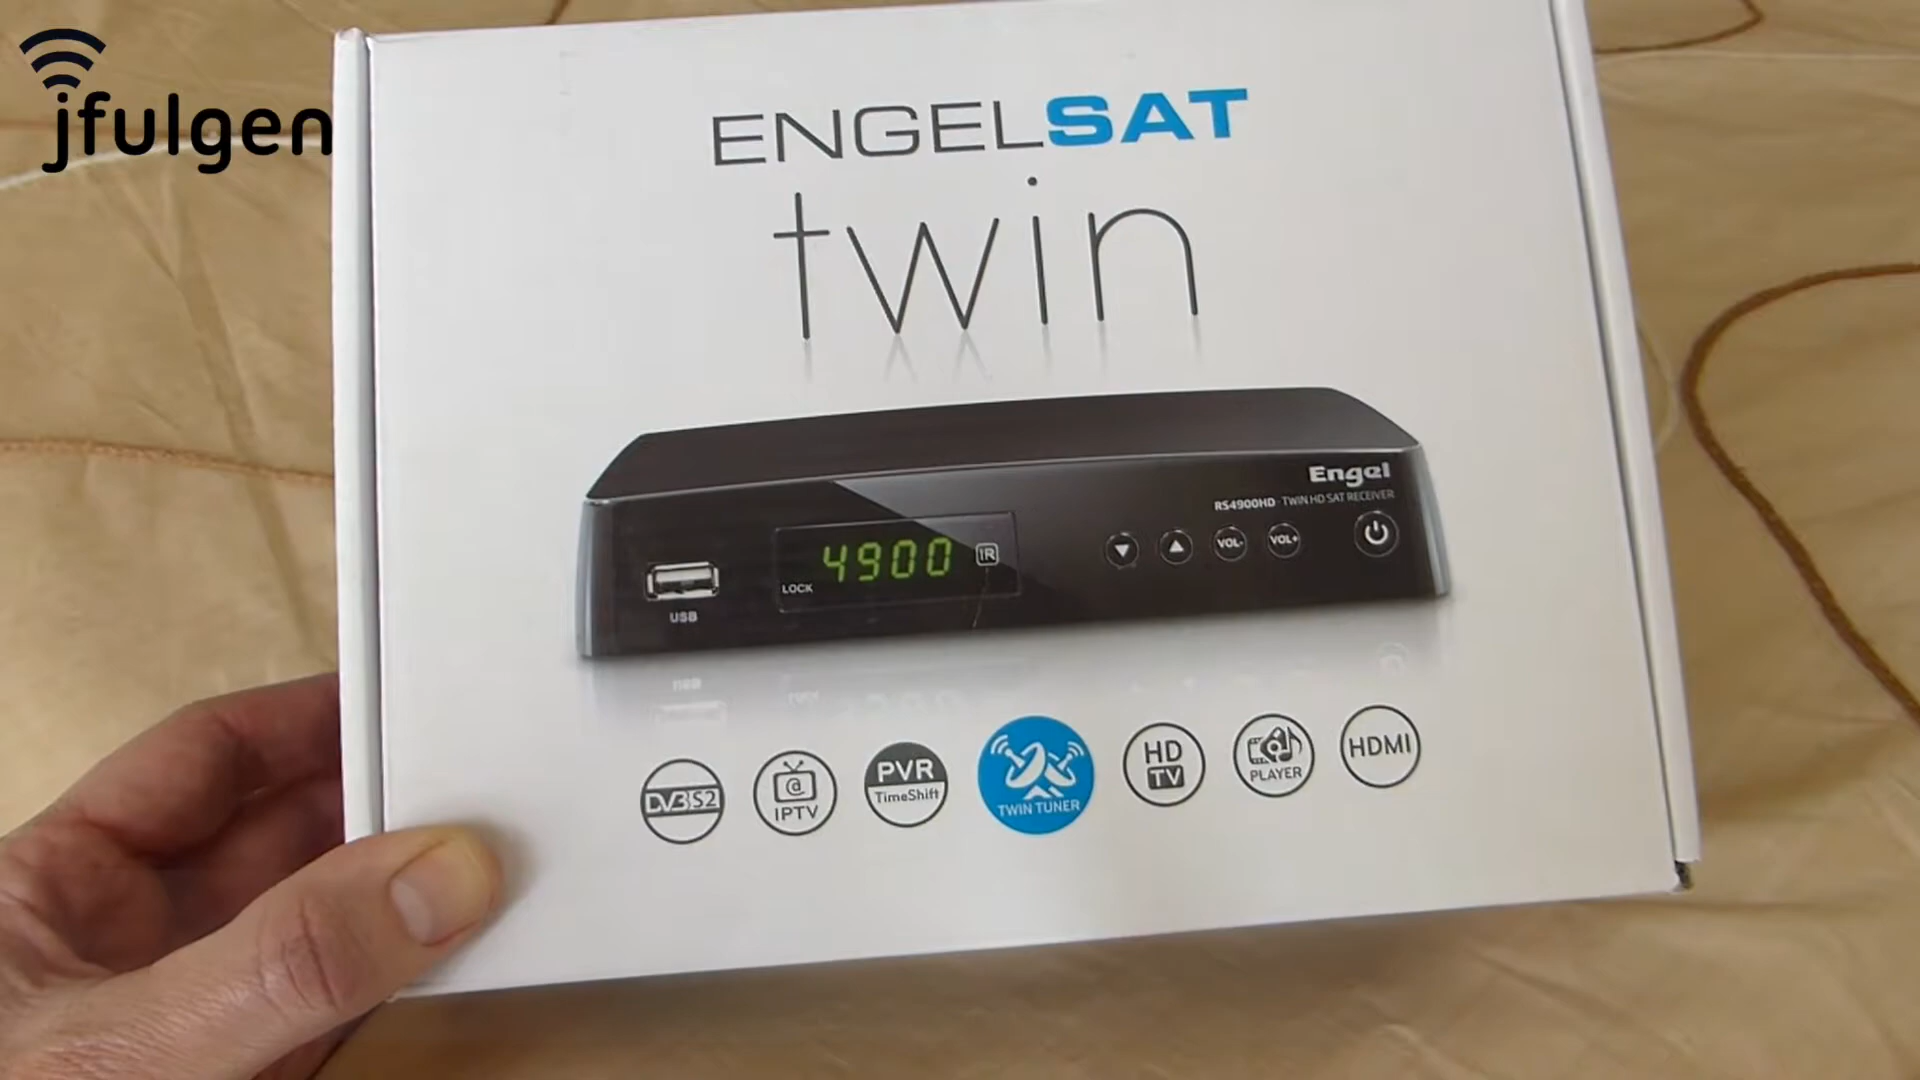 jfulgen
ENGELSAT
twin
Engel
RS4900HD - TWIN HD SAT RECEIVER
4900
IR
LOCK
USB
VOL-
VOL+
DVB S2
@
IPTV
PVR
TimeShift
TWIN TUNER
HD
TV
PLAYER
HDMI